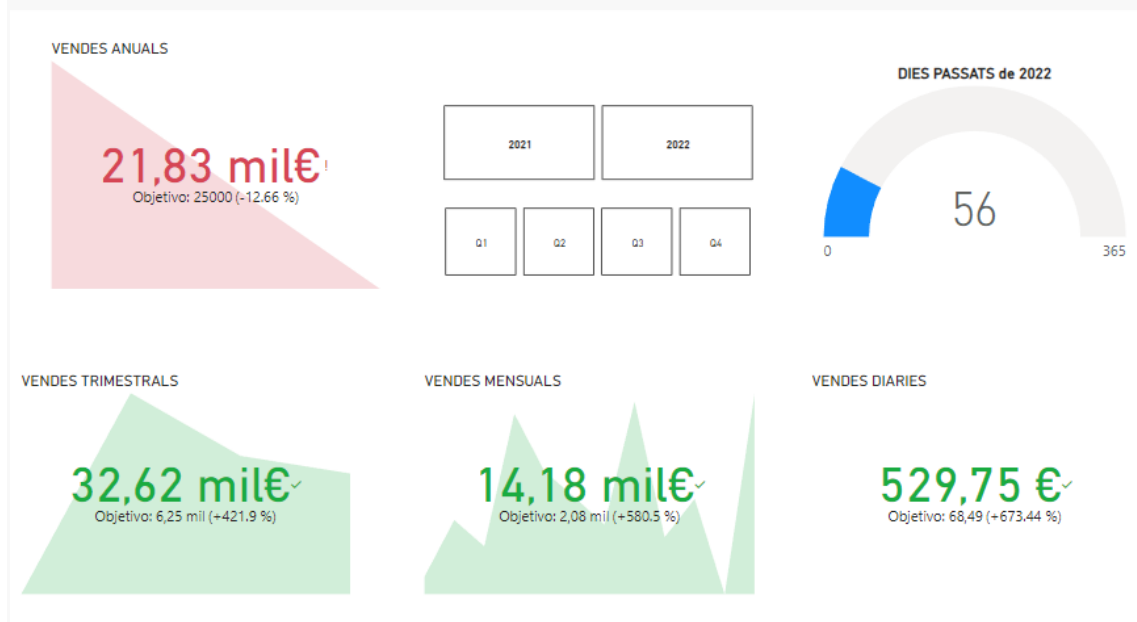 VENDES ANUALS
21,83 mil€!
Objetivo: 25000 (-12.66 %)
2021
2022
Q1
Q2
Q3
Q4
DIES PASSATS de 2022
56
0
365
VENDES TRIMESTRALS
32,62 mil€
Objetivo: 6,25 mil (+421.9 %)
VENDES MENSUALS
14,18 mil€
Objetivo: 2,08 mil (+580.5 %)
VENDES DIARIES
529,75 €
Objetivo: 68,49 (+673.44 %)